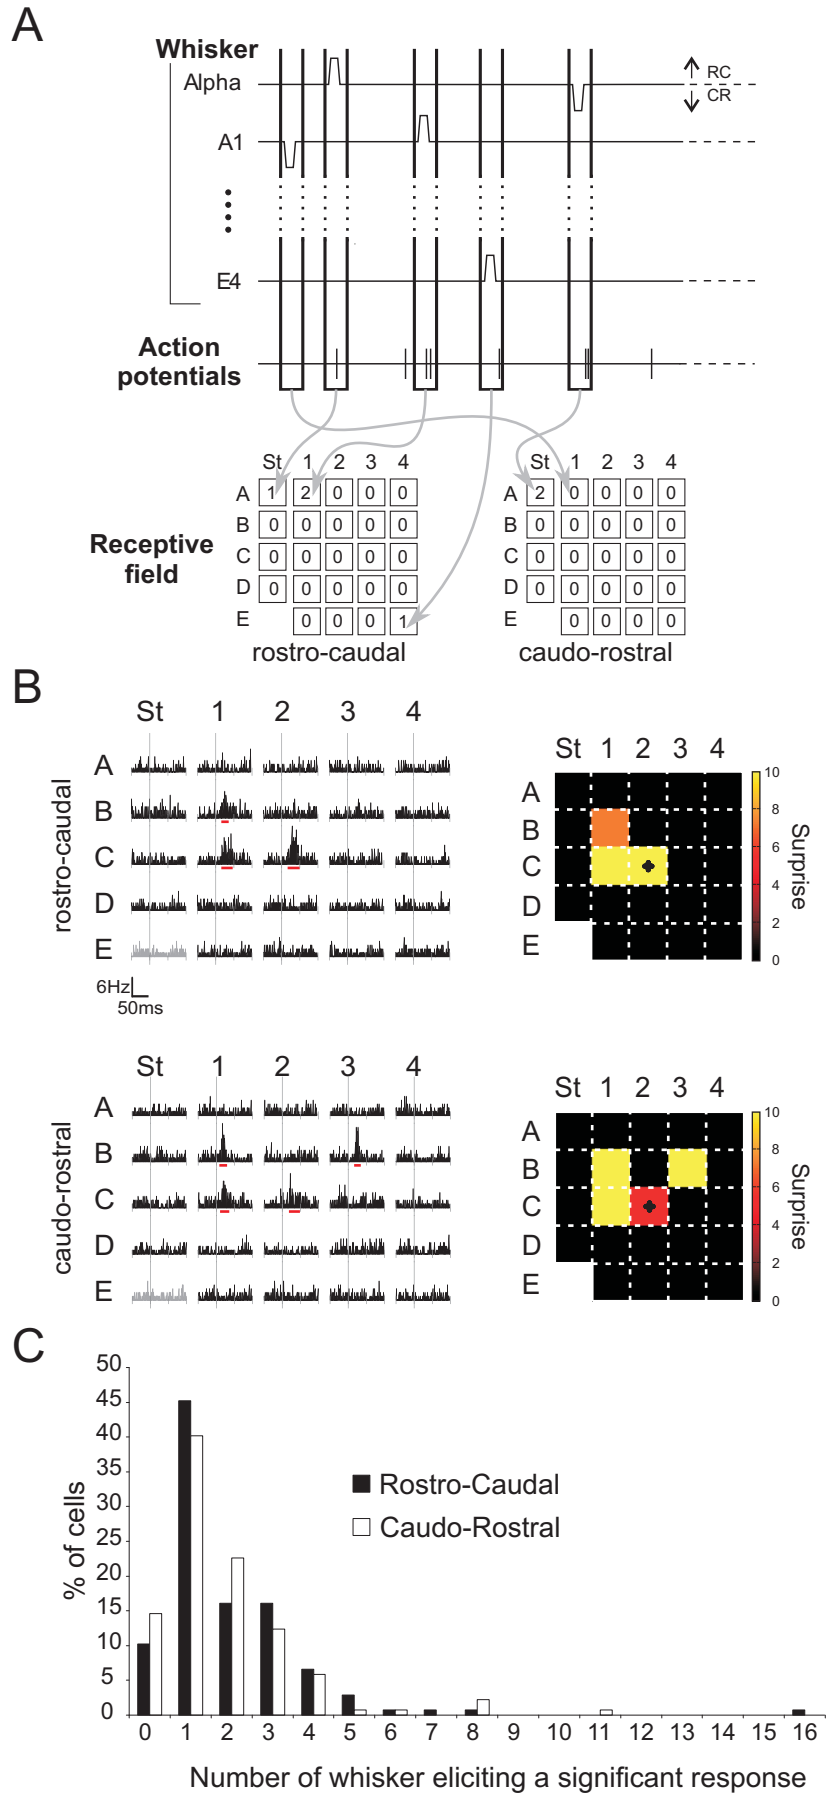 A
Whisker
Alpha
RC
CR
A1
E4
Action
potentials
St 1 2 3 4
A 1 2 0 0 0
B 0 0 0 0 0
C 0 0 0 0 0
D 0 0 0 0 0
E 0 0 0 1
rostro-caudal
St 1 2 3 4
A 2 0 0 0 0
B 0 0 0 0 0
C 0 0 0 0 0
D 0 0 0 0 0
E 0 0 0 0
caudo-rostral
Receptive
field
B
St 1 2 3 4
A
B
C
D
E
rostro-caudal
6Hz
50ms
St 1 2 3 4
A
B
C
D
E
10
8
6
4
2
0
Surprise
St 1 2 3 4
A
B
C
D
E
caudo-rostral
St 1 2 3 4
A
B
C
D
E
10
8
6
4
2
0
Surprise
C
50
45
40
35
30
25
20
15
10
5
0
% of cells
Rostro-Caudal
Caudo-Rostral
0 1 2 3 4 5 6 7 8 9 10 11 12 13 14 15 16
Number of whisker eliciting a significant response